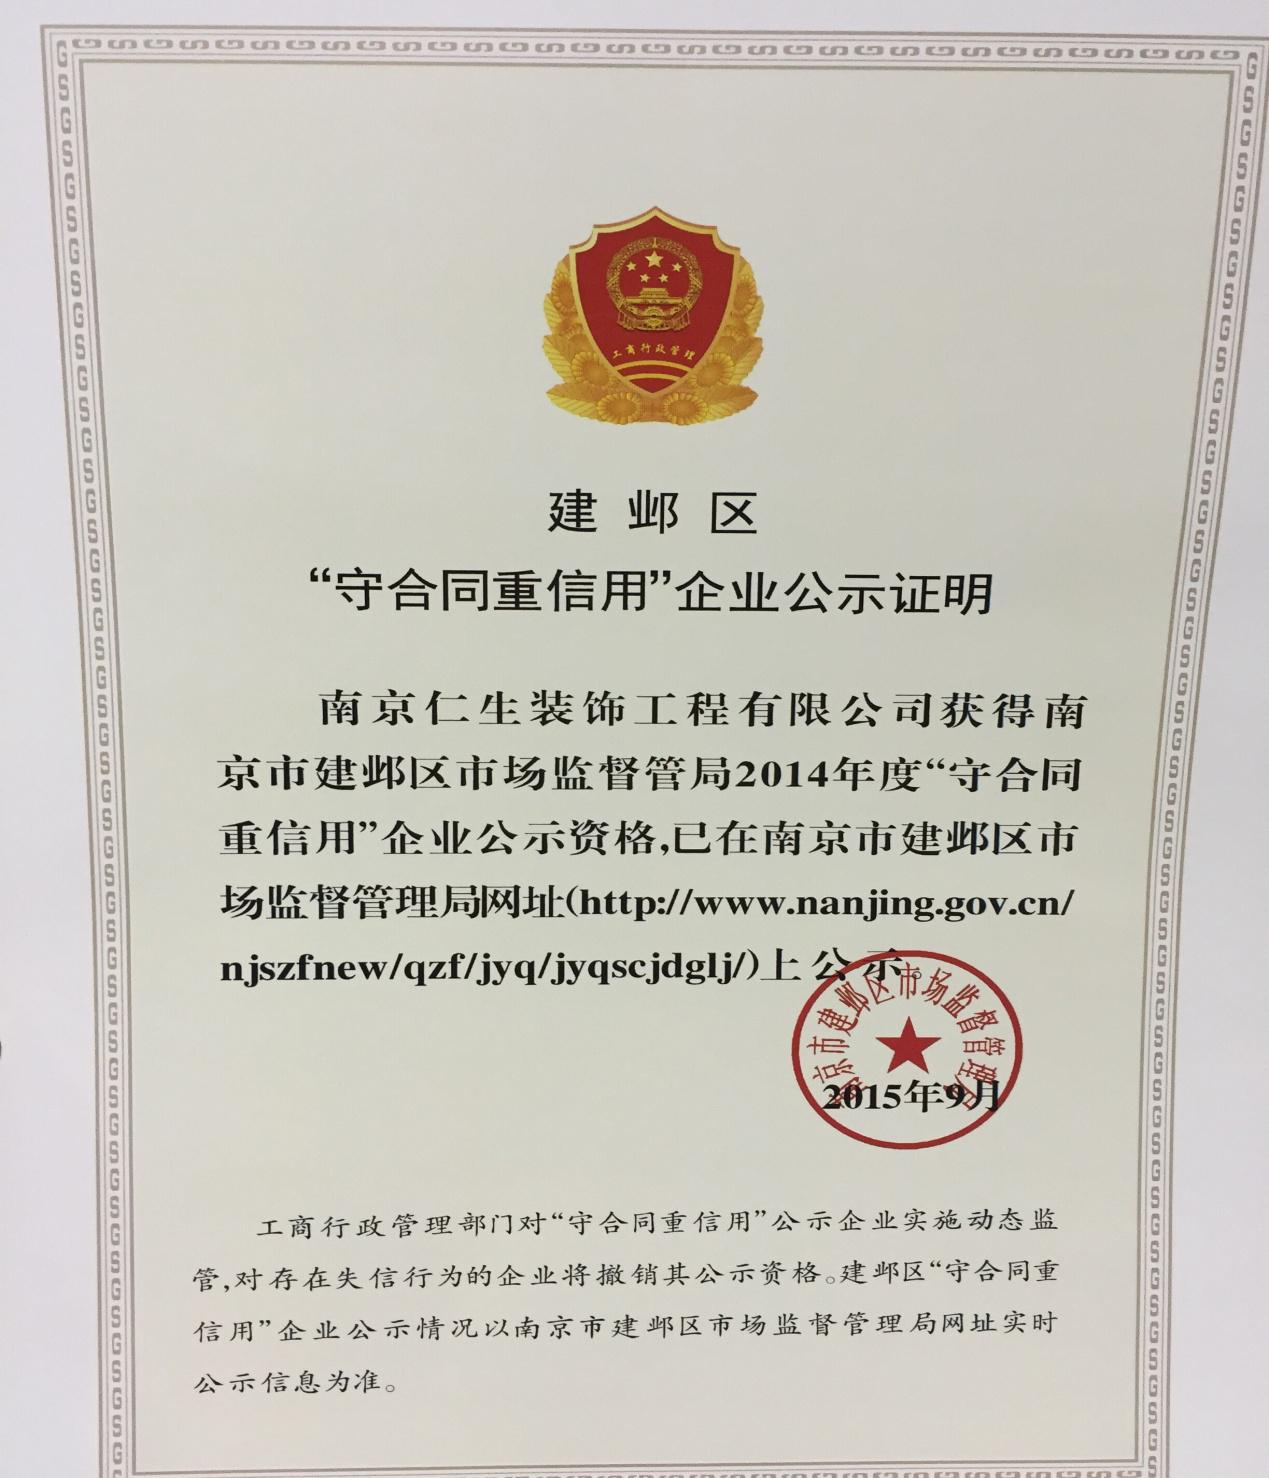 工商行政管理
建邺区
“守合同重信用”企业公示证明
南京仁生装饰工程有限公司获得南
京市建邺区市场监督管局2014年度“守合同
重信用”企业公示资格,已在南京市建邺区市
场监督管理局网址(http://www.nanjing.gov.cn/
njszfnew/qzf/jyq/jyqscjdglj/)上公示。
南京市建邺区市场监督管理局
2015年9月
工商行政管理部门对“守合同重信用”公示企业实施动态监
管,对存在失信行为的企业将撤销其公示资格。建邺区“守合同重
信用”企业公示情况以南京市建邺区市场监督管理局网址实时
公示信息为准。